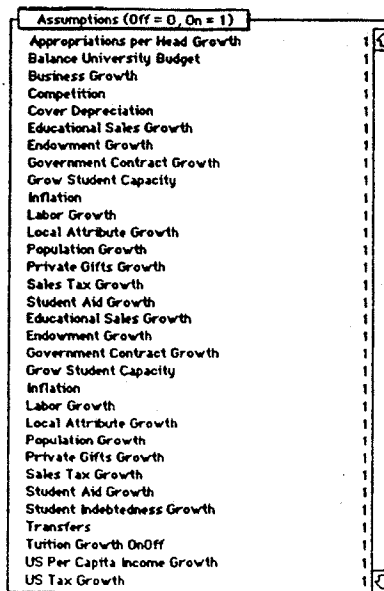 Assumptions (Off = 0, On = 1)
Appropriations per Head Growth 1
Balance University Budget 1
Business Growth 1
Competition 1
Cover Depreciation 1
Educational Sales Growth 1
Endowment Growth 1
Government Contract Growth 1
Grow Student Capacity 1
Inflation 1
Labor Growth 1
Local Attribute Growth 1
Population Growth 1
Private Gifts Growth 1
Sales Tax Growth 1
Student Aid Growth 1
Educational Sales Growth 1
Endowment Growth 1
Government Contract Growth 1
Grow Student Capacity 1
Inflation 1
Labor Growth 1
Local Attribute Growth 1
Population Growth 1
Private Gifts Growth 1
Sales Tax Growth 1
Student Aid Growth 1
Student Indebtedness Growth 1
Transfers 1
Tuition Growth OnOff 1
US Per Capita Income Growth 1
US Tax Growth 1